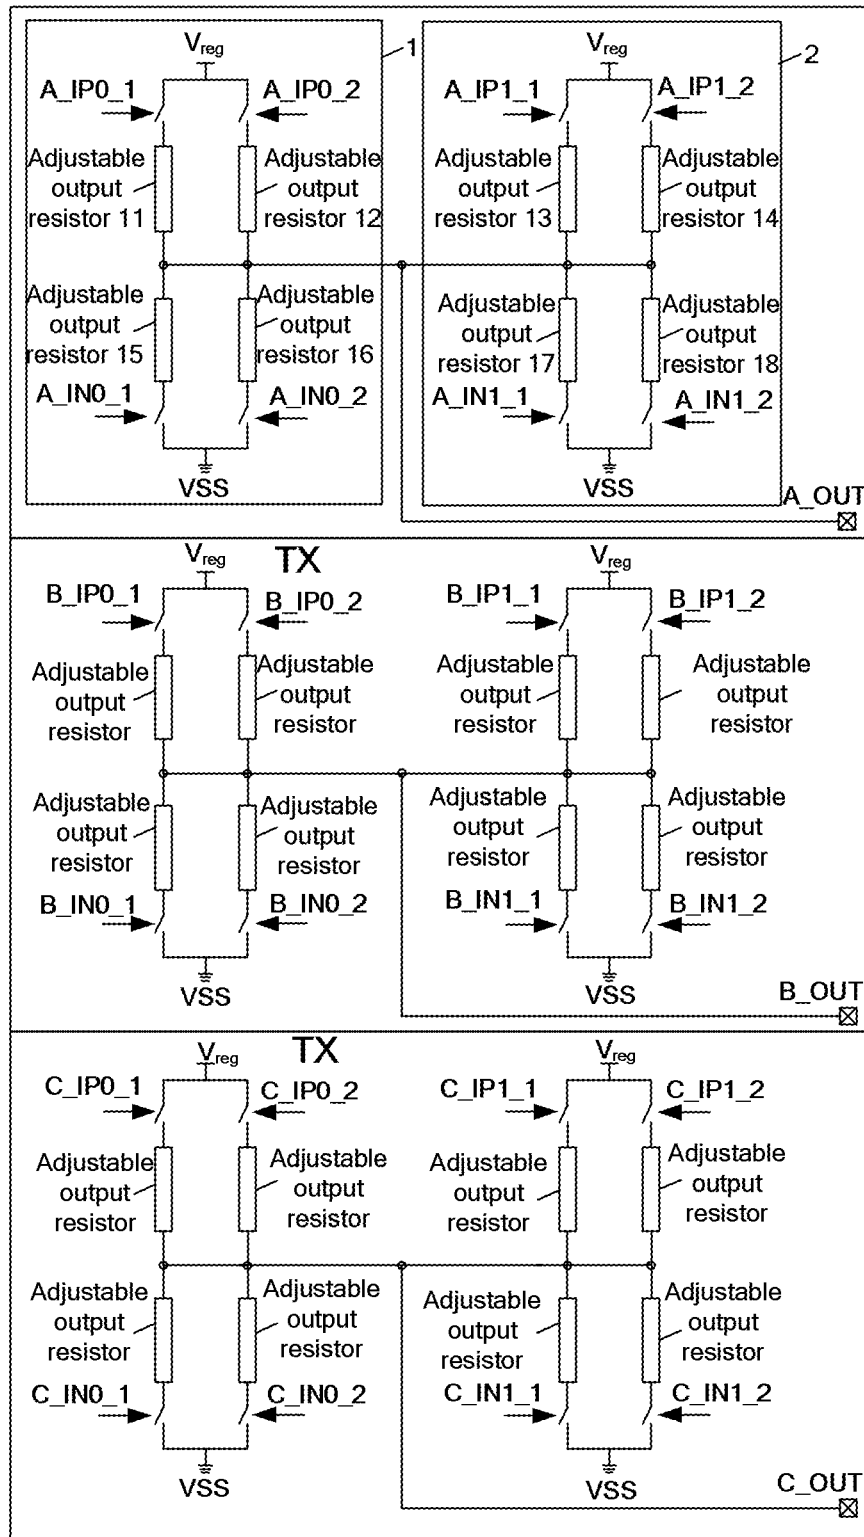 V_reg
V_reg
1
2
A_IP0_1
A_IP0_2
A_IP1_1
A_IP1_2
Adjustable
output
resistor 11
Adjustable
output
resistor 12
Adjustable
output
resistor 13
Adjustable
output
resistor 14
Adjustable
output
resistor 15
Adjustable
output
resistor 16
Adjustable
output
resistor 17
Adjustable
output
resistor 18
A_IN0_1
A_IN0_2
A_IN1_1
A_IN1_2
VSS
VSS
A_OUT
V_reg
TX
V_reg
B_IP0_1
B_IP0_2
B_IP1_1
B_IP1_2
Adjustable
output
resistor
Adjustable
output
resistor
Adjustable
output
resistor
Adjustable
output
resistor
Adjustable
output
resistor
Adjustable
output
resistor
Adjustable
output
resistor
Adjustable
output
resistor
B_IN0_1
B_IN0_2
B_IN1_1
B_IN1_2
VSS
VSS
B_OUT
V_reg
TX
V_reg
C_IP0_1
C_IP0_2
C_IP1_1
C_IP1_2
Adjustable
output
resistor
Adjustable
output
resistor
Adjustable
output
resistor
Adjustable
output
resistor
Adjustable
output
resistor
Adjustable
output
resistor
Adjustable
output
resistor
Adjustable
output
resistor
C_IN0_1
C_IN0_2
C_IN1_1
C_IN1_2
VSS
VSS
C_OUT